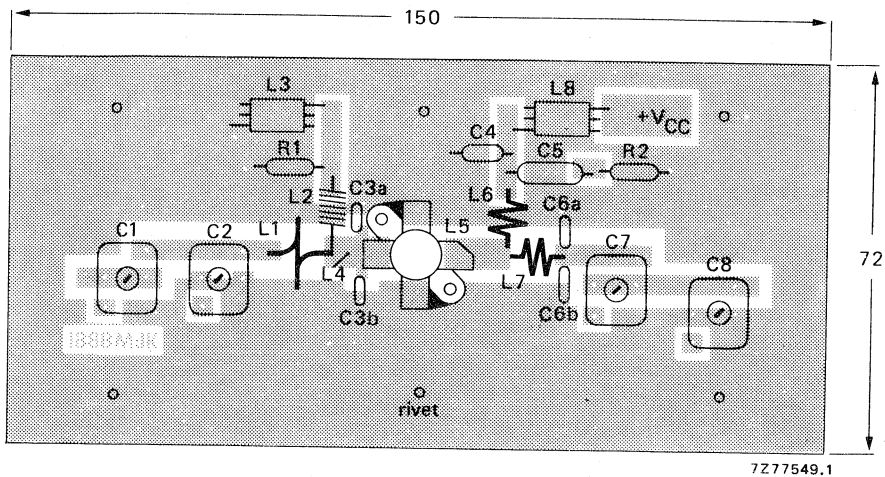 150
L3
L8
+VCC
C4
R1
C5
R2
C3a
L2
L6
C6a
C1
C2
L1
L5
C7
72
L4
L7
C8
C3b
C6b
rivet
7Z77549.1